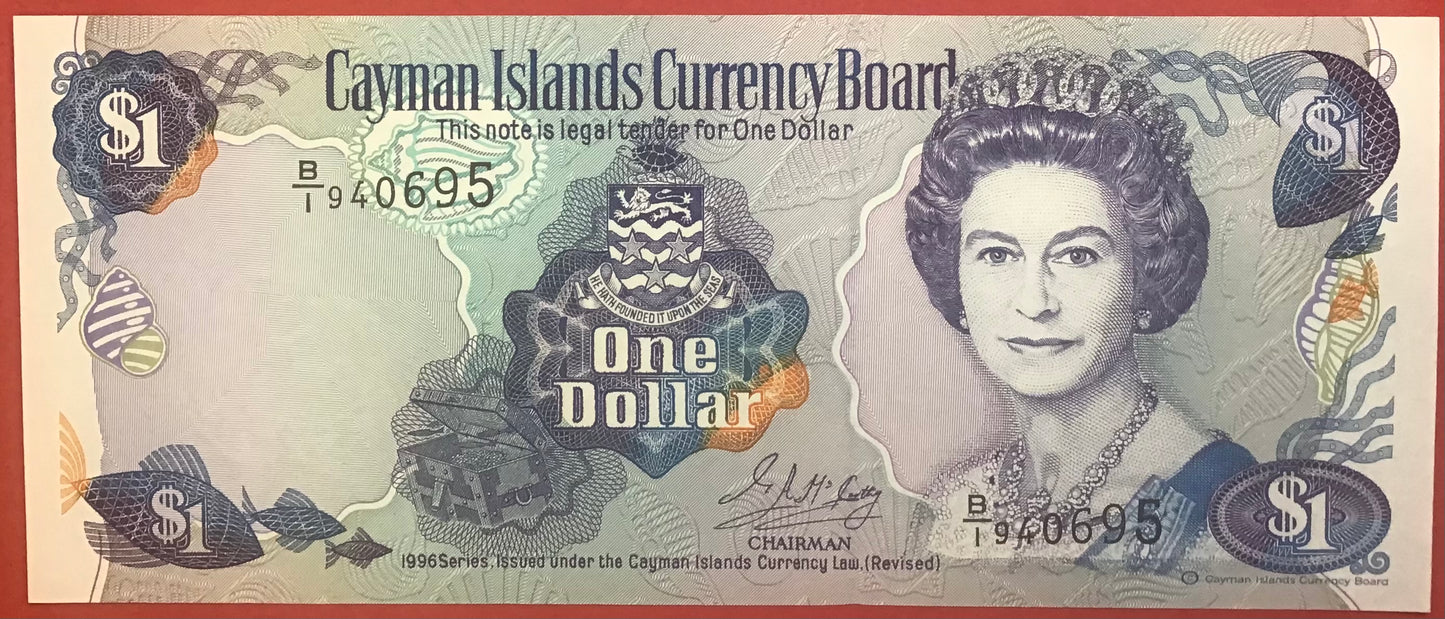 Cayman Islands Currency Board
This note is legal tender for One Dollar
$1
$1
B/1 940695
HE HATH FOUNDED IT UPON THE SEAS
One
Dollar
$1
B/1 940695
$1
CHAIRMAN
1996 Series. Issued under the Cayman Islands Currency Law. (Revised)
© Cayman Islands Currency Board